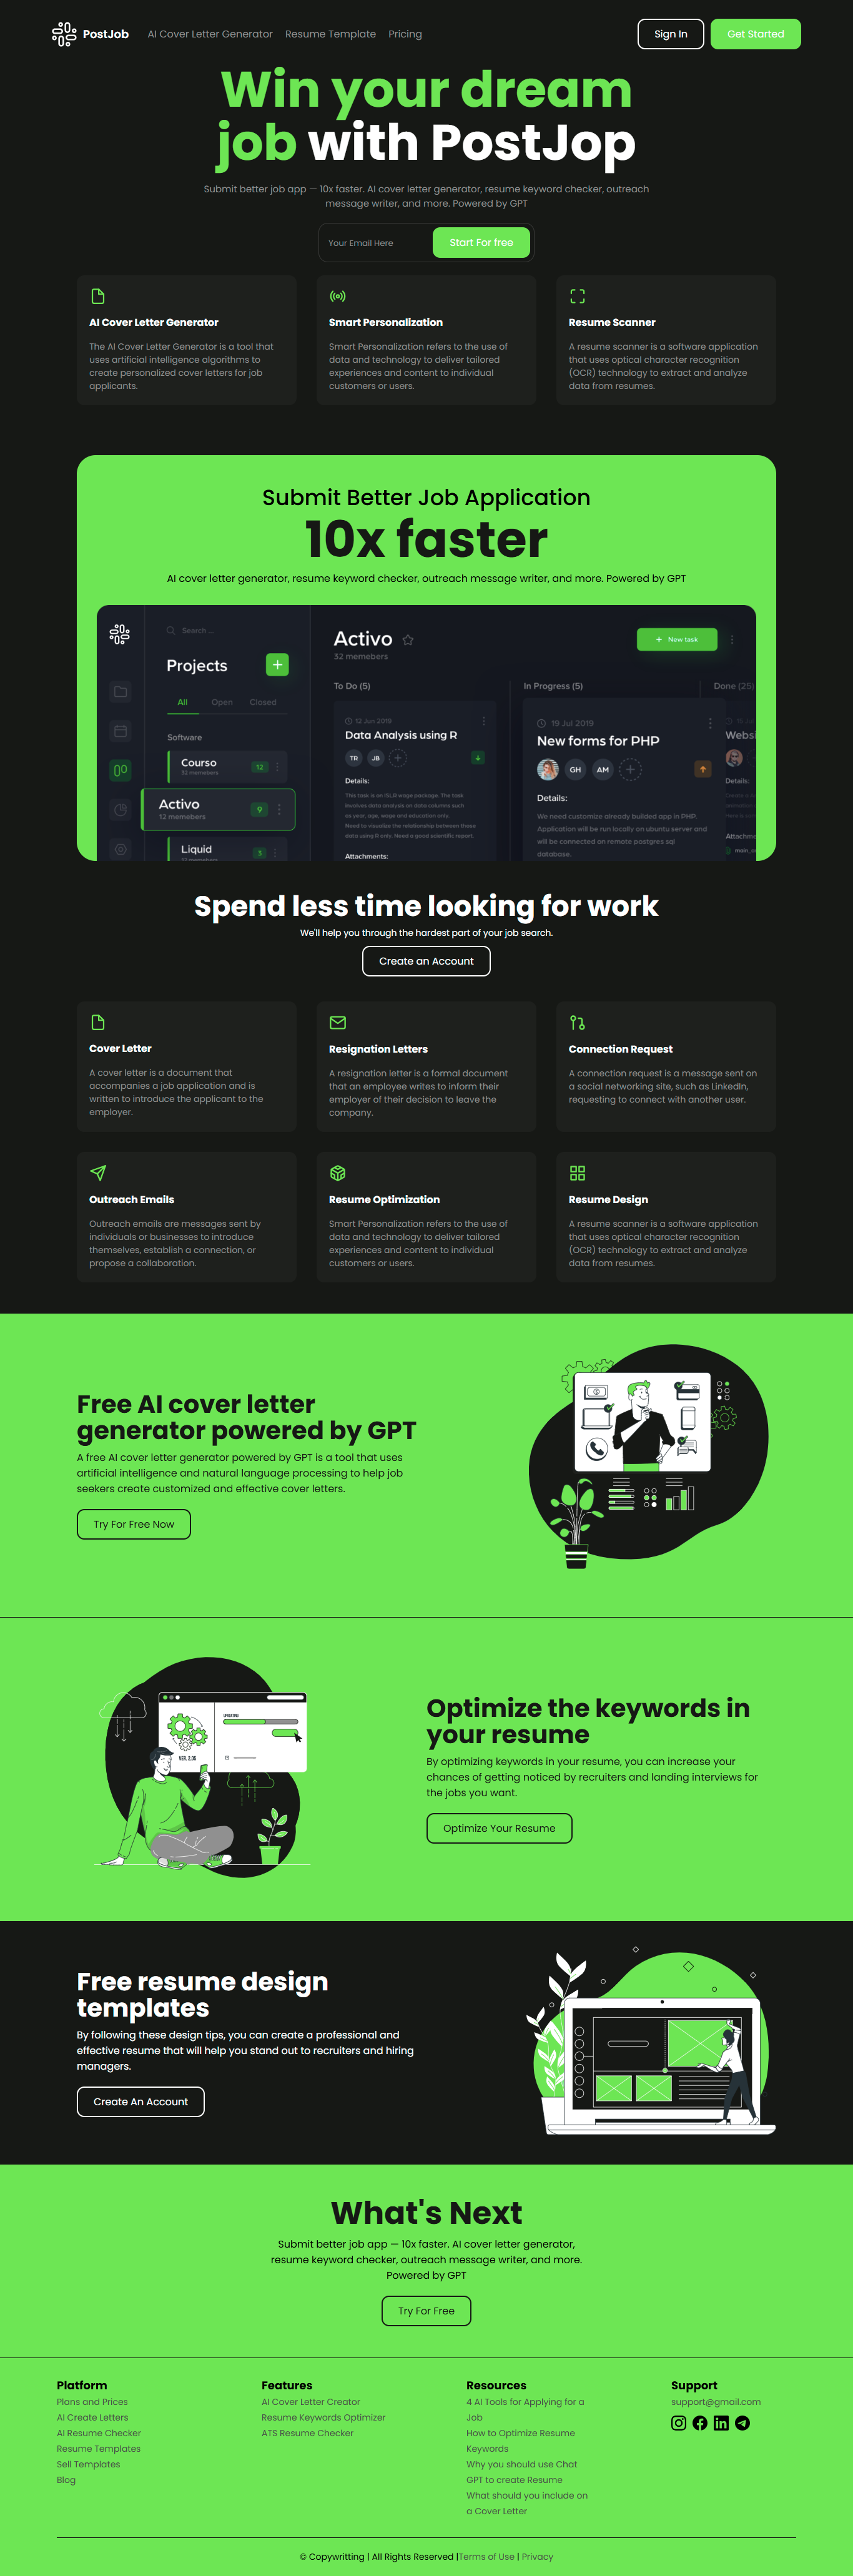 PostJob
AI Cover Letter Generator
Resume Template
Pricing
Sign In
Get Started
Win your dream
job with PostJop
Submit better job app — 10x faster. AI cover letter generator, resume keyword checker, outreach
message writer, and more. Powered by GPT
Your Email Here
Start For free
AI Cover Letter Generator
The AI Cover Letter Generator is a tool that
uses artificial intelligence algorithms to
create personalized cover letters for job
applicants.
Smart Personalization
Smart Personalization refers to the use of
data and technology to deliver tailored
experiences and content to individual
customers or users.
Resume Scanner
A resume scanner is a software application
that uses optical character recognition
(OCR) technology to extract and analyze
data from resumes.
Submit Better Job Application
10x faster
AI cover letter generator, resume keyword checker, outreach message writer, and more. Powered by GPT
Search ...
Projects
All
Open
Closed
Software
Courso
32 memebers
12
Activo
12 memebers
9
Liquid
5
Activo
32 memebers
+ New task
To Do (5)
12 Jun 2019
Data Analysis using R
TR
JB
Details:
This task is an ISLG wage package. The task
involves data analysis on data columns such
as year, age, wage and education only.
Need to visualize the relationship between these
data using R only. Need a good scientific report.
Attachments:
In Progress (5)
19 Jul 2019
New forms for PHP
GH
AM
Details:
We need customize already builded app in PHP.
Application will be run locally on ubuntu server and
will be connected on remote postgres sql
database.
Done (25)
Websi
Details:
Attachme
Spend less time looking for work
We'll help you through the hardest part of your job search.
Create an Account
Cover Letter
A cover letter is a document that
accompanies a job application and is
written to introduce the applicant to the
employer.
Resignation Letters
A resignation letter is a formal document
that an employee writes to inform their
employer of their decision to leave the
company.
Connection Request
A connection request is a message sent on
a social networking site, such as LinkedIn,
requesting to connect with another user.
Outreach Emails
Outreach emails are messages sent by
individuals or businesses to introduce
themselves, establish a connection, or
propose a collaboration.
Resume Optimization
Smart Personalization refers to the use of
data and technology to deliver tailored
experiences and content to individual
customers or users.
Resume Design
A resume scanner is a software application
that uses optical character recognition
(OCR) technology to extract and analyze
data from resumes.
Free AI cover letter
generator powered by GPT
A free AI cover letter generator powered by GPT is a tool that uses
artificial intelligence and natural language processing to help job
seekers create customized and effective cover letters.
Try For Free Now
UPDATING
VER. 2.05
Optimize the keywords in
your resume
By optimizing keywords in your resume, you can increase your
chances of getting noticed by recruiters and landing interviews for
the jobs you want.
Optimize Your Resume
Free resume design
templates
By following these design tips, you can create a professional and
effective resume that will help you stand out to recruiters and hiring
managers.
Create An Account
What's Next
Submit better job app — 10x faster. AI cover letter generator,
resume keyword checker, outreach message writer, and more.
Powered by GPT
Try For Free
Platform
Plans and Prices
AI Create Letters
AI Resume Checker
Resume Templates
Sell Templates
Blog
Features
AI Cover Letter Creator
Resume Keywords Optimizer
ATS Resume Checker
Resources
4 AI Tools for Applying for a
Job
How to Optimize Resume
Keywords
Why you should use Chat
GPT to create Resume
What should you include on
a Cover Letter
Support
support@gmail.com
© Copywritting | All Rights Reserved |Terms of Use | Privacy